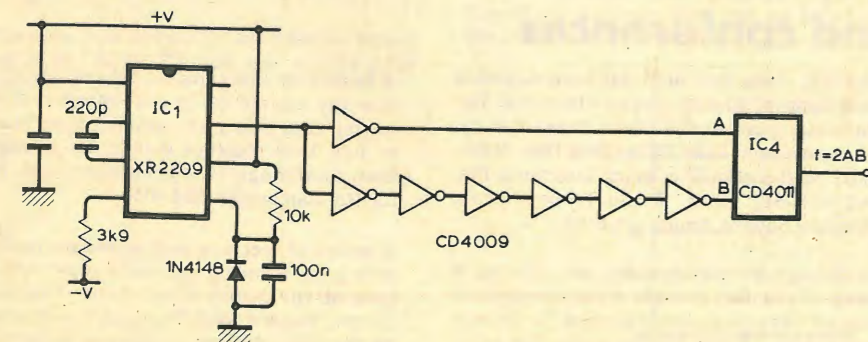 +V
220p
IC1
XR2209
3k9
-V
10k
1N4148
100n
CD4009
A
B
IC4
CD4011
t=2AB